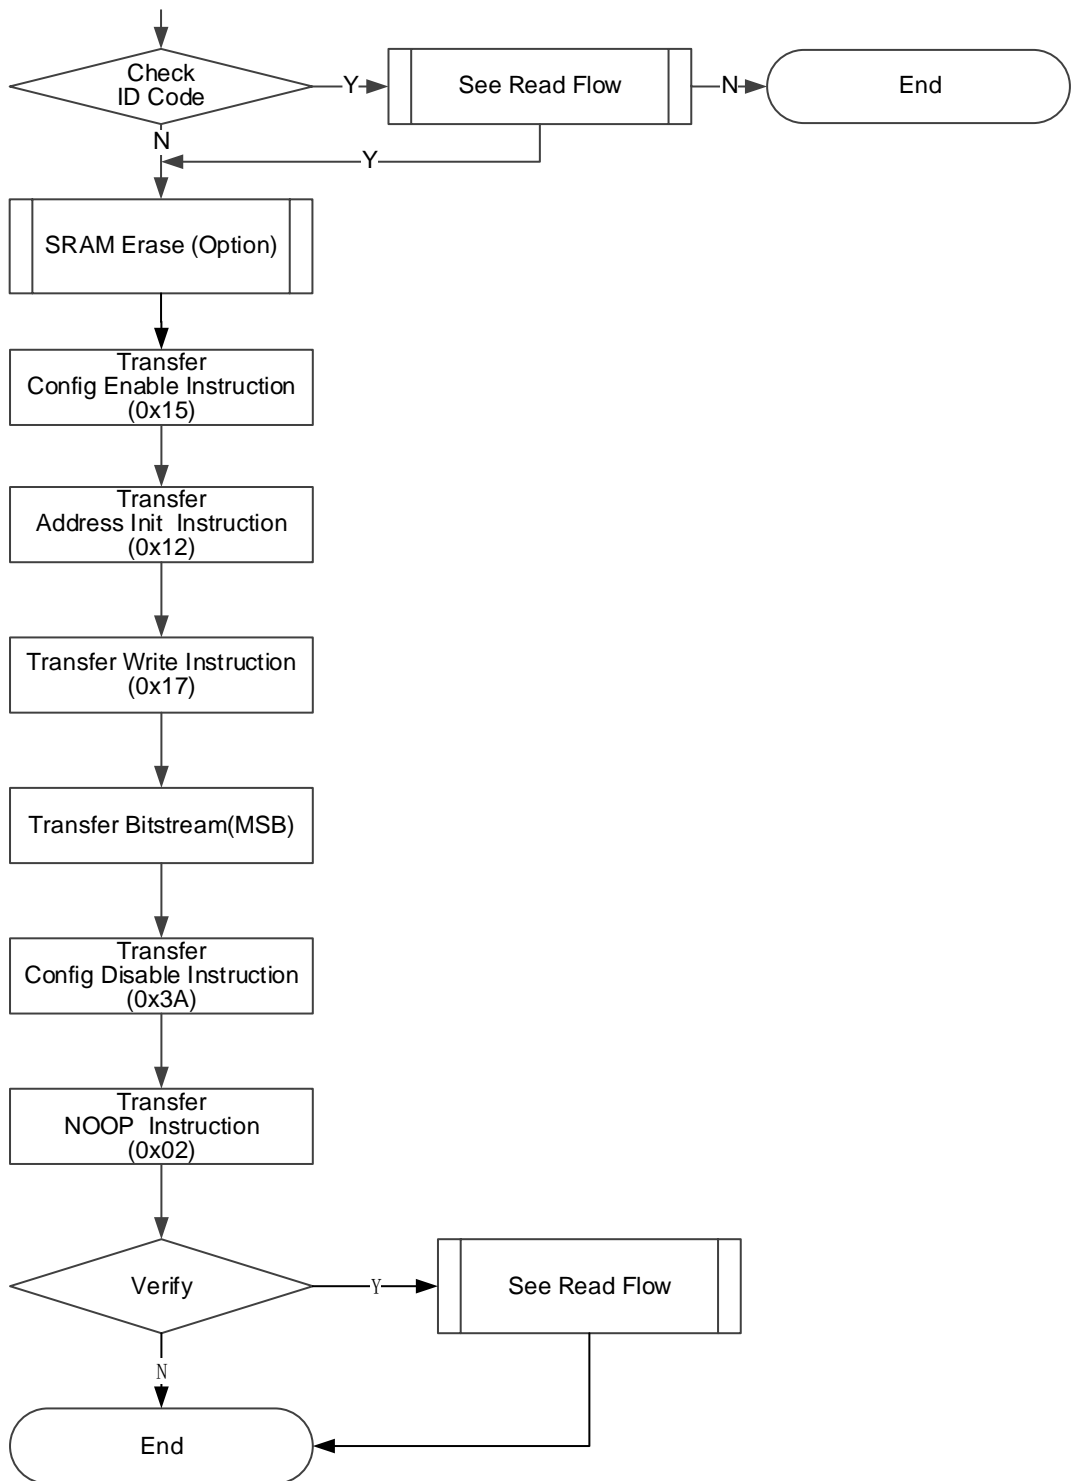 Check
ID Code
Y
See Read Flow
N
End
N
Y
SRAM Erase (Option)
Transfer
Config Enable Instruction
(0x15)
Transfer
Address Init  Instruction
(0x12)
Transfer Write Instruction
(0x17)
Transfer Bitstream(MSB)
Transfer
Config Disable Instruction
(0x3A)
Transfer
NOOP  Instruction
(0x02)
Verify
Y
See Read Flow
N
End